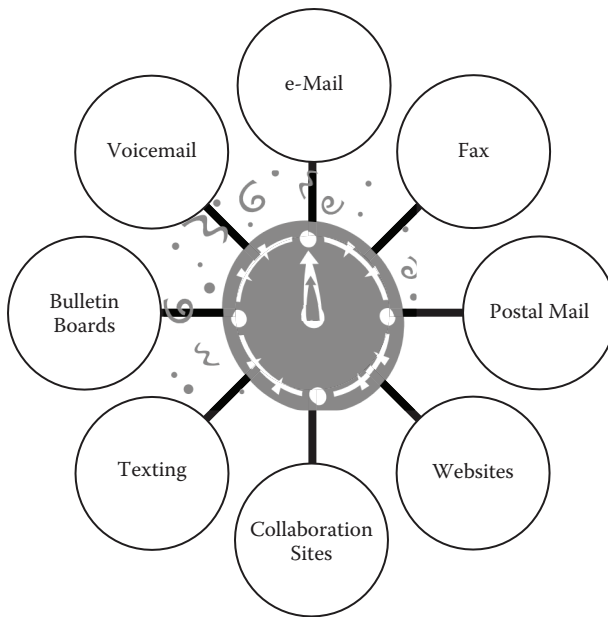 e-Mail
Fax
Postal Mail
Websites
Collaboration
Sites
Texting
Bulletin
Boards
Voicemail